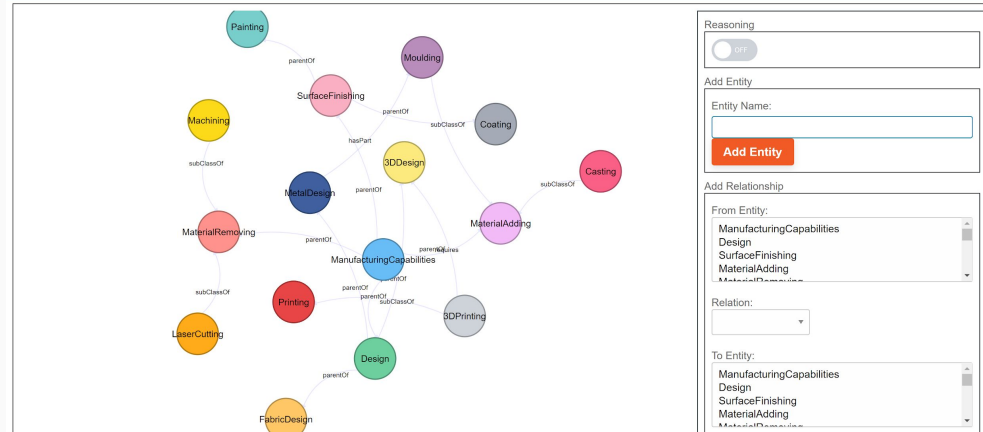 Painting
parentOf
Moulding
SurfaceFinishing
parentOf
Machining
subClassOf
Coating
hasPart
subClassOf
3DDesign
Casting
subClassOf
MetalDesign
parentOf
MaterialAdding
MaterialRemoving
parentOf
requires
ManufacturingCapabilities
parentOf
subClassOf
parentOf
Printing
parentOf
subClassOf
3DPrinting
LaserCutting
Design
parentOf
FabricDesign
Reasoning
OFF
Add Entity
Entity Name:
Add Entity
Add Relationship
From Entity:
ManufacturingCapabilities
Design
SurfaceFinishing
MaterialAdding
MaterialRemoving
Relation:
To Entity:
ManufacturingCapabilities
Design
SurfaceFinishing
MaterialAdding
MaterialRemoving